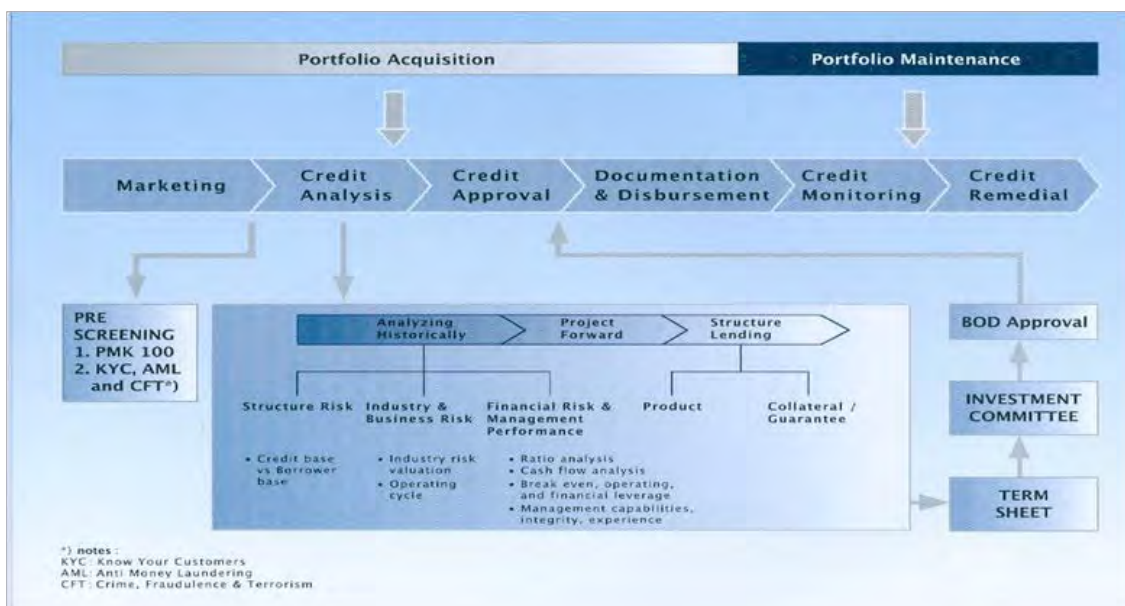 Portfolio Acquisition
Portfolio Maintenance
Marketing
Credit
Analysis
Credit
Approval
Documentation
& Disbursement
Credit
Monitoring
Credit
Remedial
PRE
SCREENING
1. PMK 100
2. KYC, AML
and CFT*)
Analyzing
Historically
Project
Forward
Structure
Lending
Structure Risk
• Credit base
vs Borrower
base
Industry &
Business Risk
• Industry risk
valuation
• Operating
cycle
Financial Risk &
Management
Performance
• Ratio analysis
• Cash flow analysis
• Break even, operating,
and financial leverage
• Management capabilities,
integrity, experience
Product
Collateral /
Guarantee
BOD Approval
INVESTMENT
COMMITTEE
TERM
SHEET
*) notes :
KYC : Know Your Customers
AML: Anti Money Laundering
CFT : Crime, Fraudulence & Terrorism